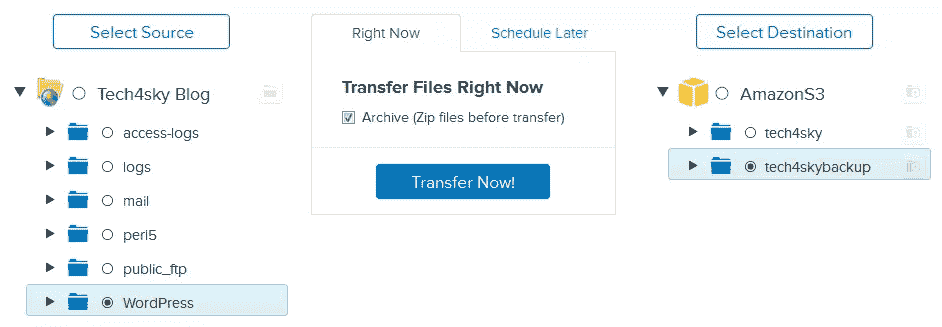 Select Source
Tech4sky Blog
access-logs
logs
mail
perl5
public_ftp
WordPress
Right Now
Schedule Later
Transfer Files Right Now
Archive (Zip files before transfer)
Transfer Now!
Select Destination
AmazonS3
tech4sky
tech4skybackup